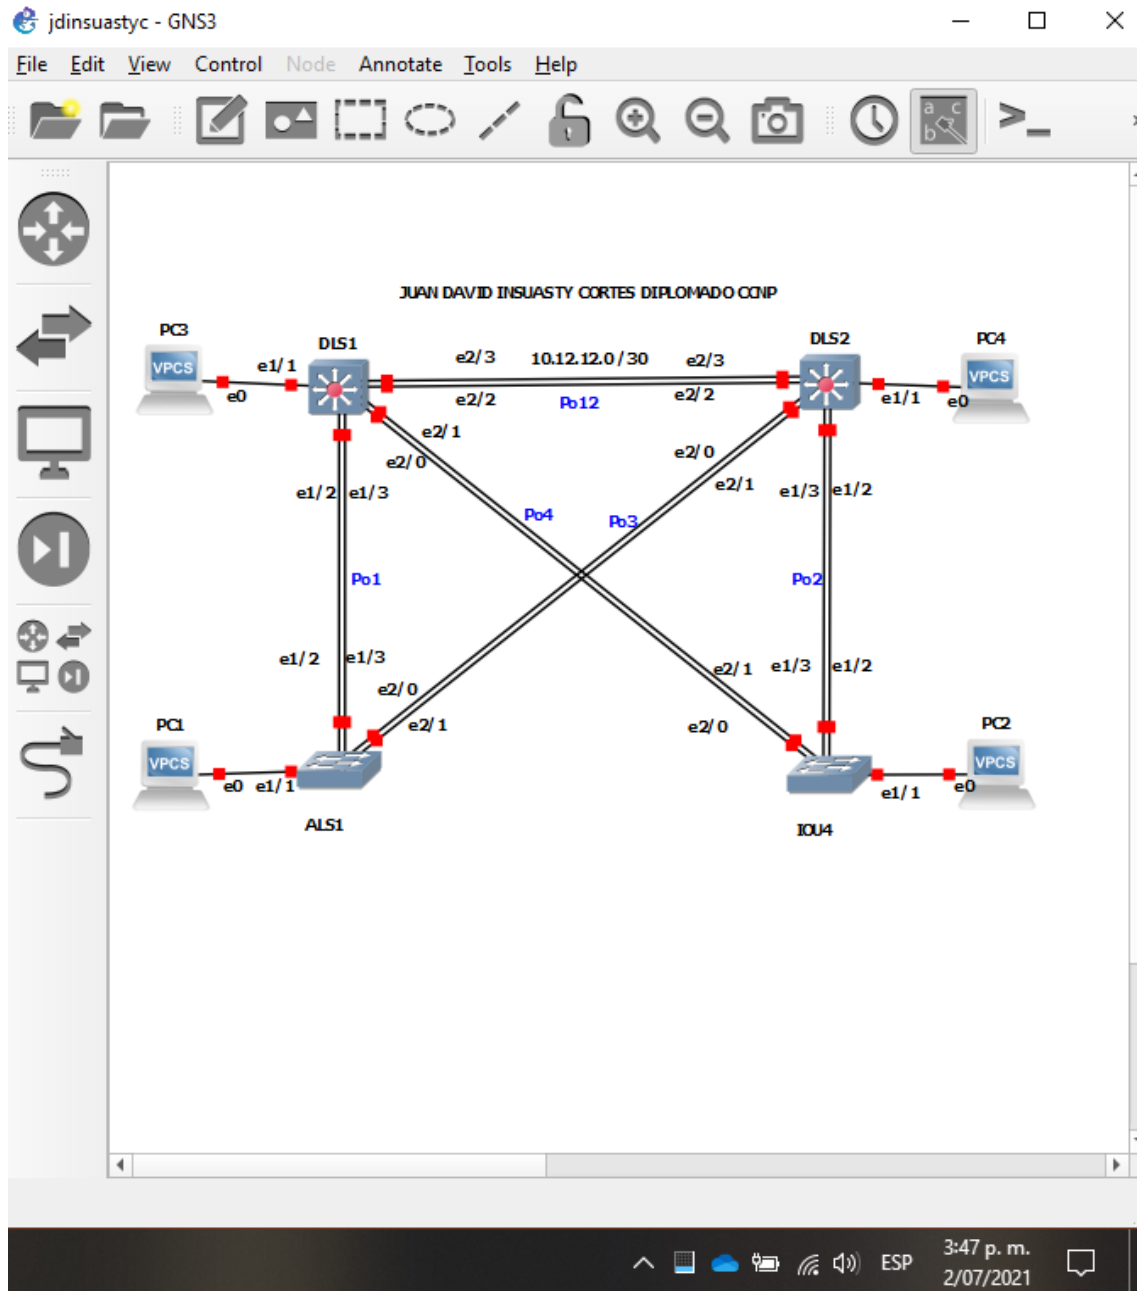 jdinsuastyc - GNS3
File Edit View Control Node Annotate Tools Help
a c
b
JUAN DAVID INSUASTY CORTES DIPLOMADO CCNP
PC3
DLS1
DLS2
PC4
VPCS
e1/1
e0
e2/3
10.12.12.0/30
e2/3
e2/2
Po12
e2/2
VPCS
e1/1
e0
e2/1
e2/0
e2/0
e2/1
e1/2
e1/3
e1/3
e1/2
Po4
Po3
Po1
Po2
e1/2
e1/3
e2/0
e2/1
e2/1
e1/3
e1/2
e2/0
PC1
PC2
VPCS
e0
e1/1
VPCS
e1/1
e0
ALS1
IOU4
ESP
3:47 p. m.
2/07/2021